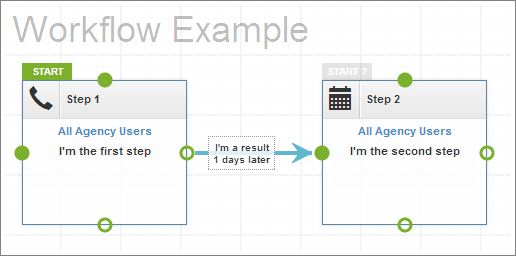 Workflow Example
START
START ?
Step 1
Step 2
All Agency Users
I'm the first step
I'm a result
1 days later
All Agency Users
I'm the second step